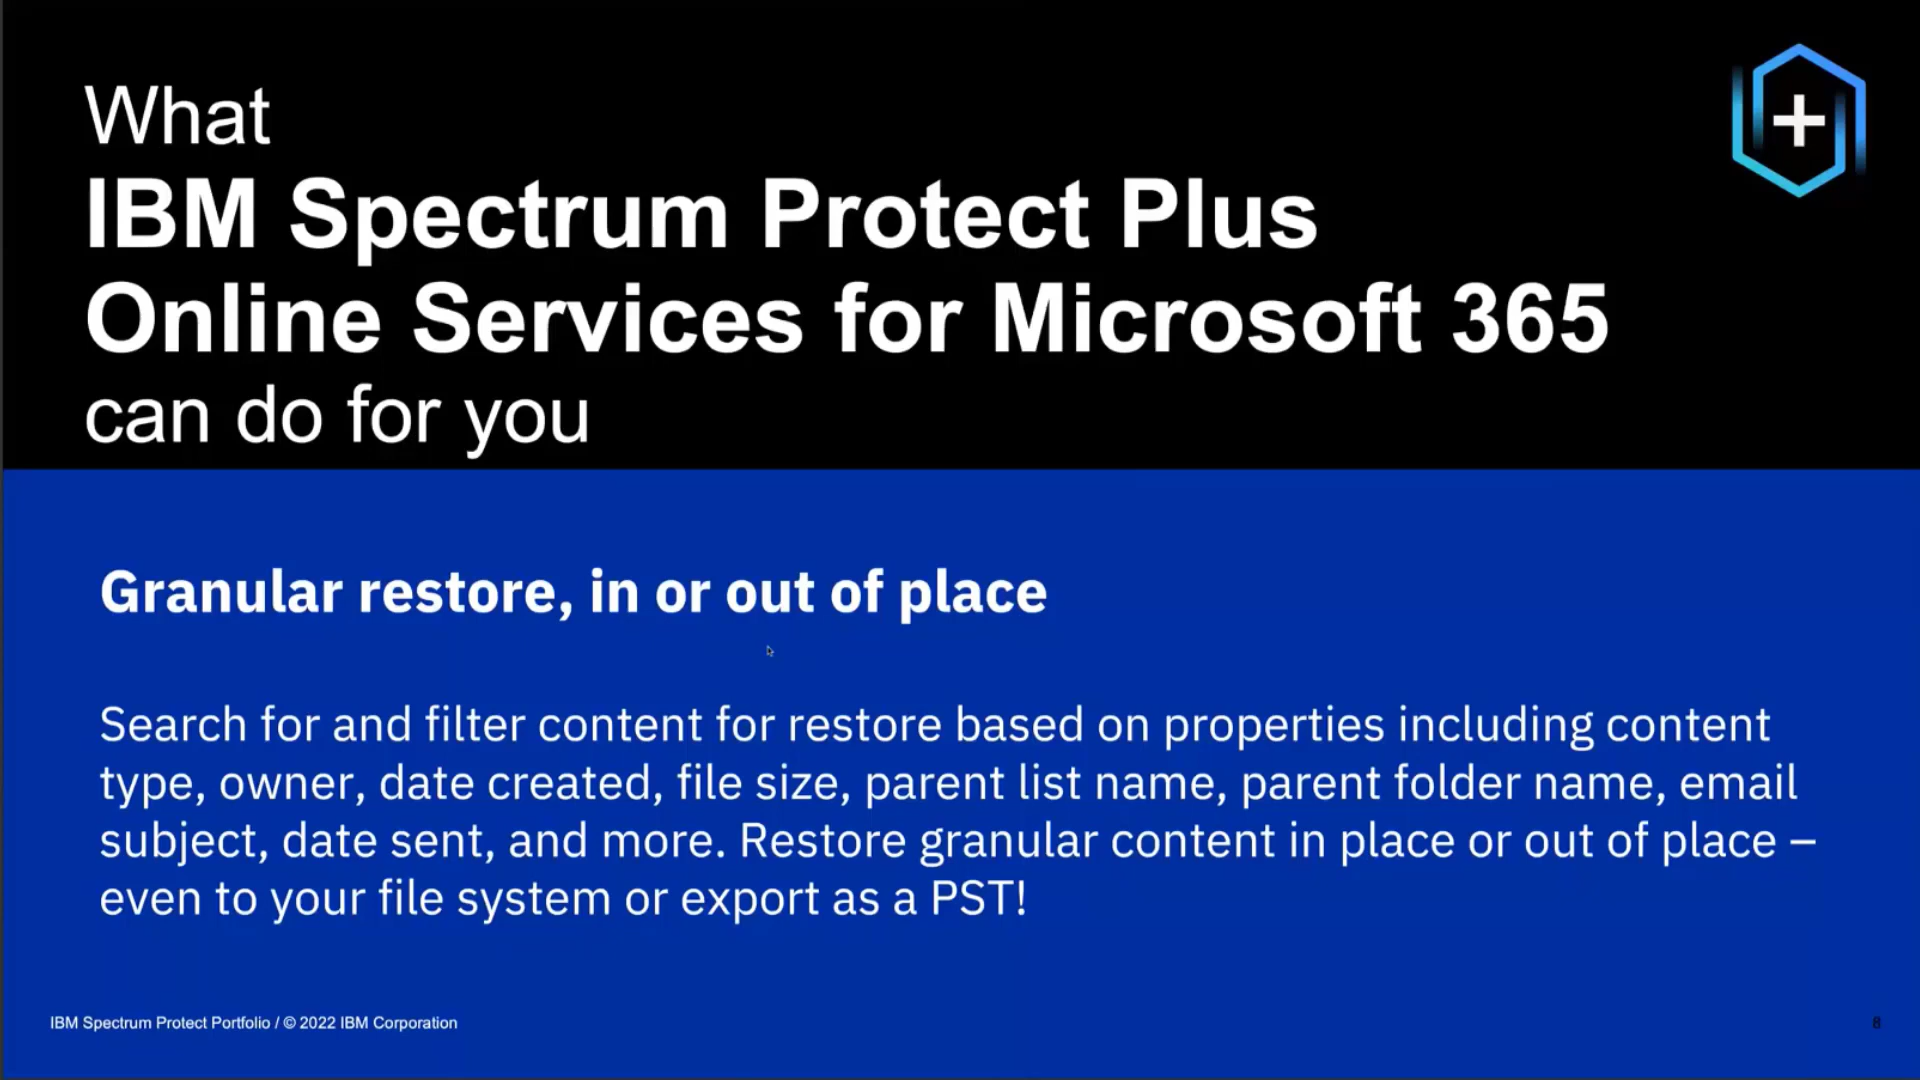 What
IBM Spectrum Protect Plus
Online Services for Microsoft 365
can do for you
Granular restore, in or out of place
Search for and filter content for restore based on properties including content
type, owner, date created, file size, parent list name, parent folder name, email
subject, date sent, and more. Restore granular content in place or out of place –
even to your file system or export as a PST!
IBM Spectrum Protect Portfolio / © 2022 IBM Corporation
8